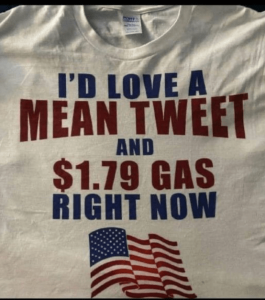 I'D LOVE A
MEAN TWEET
AND
$1.79 GAS
RIGHT NOW